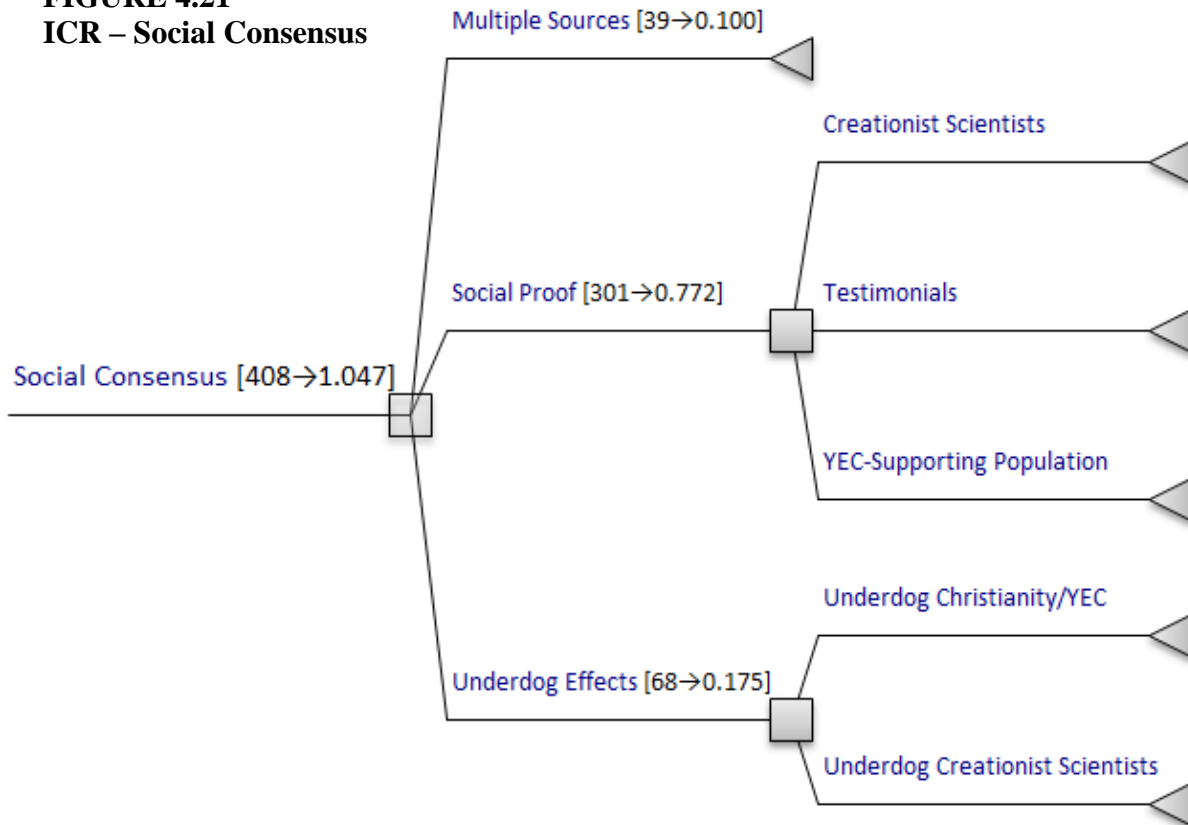 FIGURE 4.21
ICR – Social Consensus
Multiple Sources [39→0.100]
Creationist Scientists
Social Proof [301→0.772]
Testimonials
Social Consensus [408→1.047]
YEC-Supporting Population
Underdog Christianity/YEC
Underdog Effects [68→0.175]
Underdog Creationist Scientists